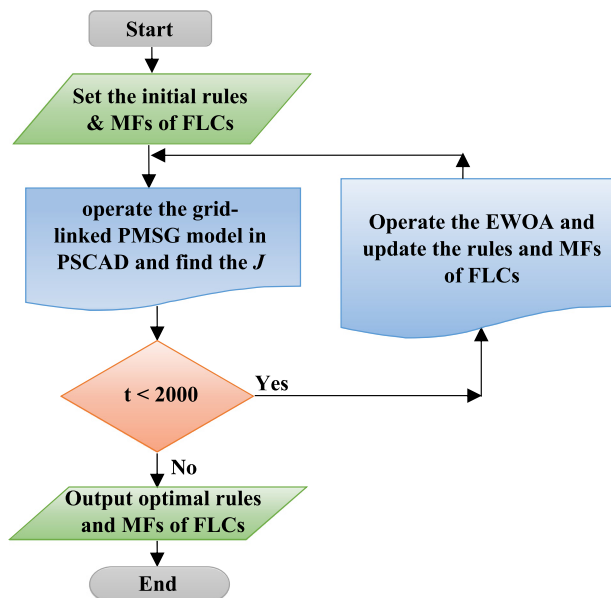 Start
Set the initial rules
& MFs of FLCs
operate the grid-
linked PMSG model in
PSCAD and find the J
Operate the EWOA and
update the rules and MFs
of FLCs
t < 2000
Yes
No
Output optimal rules
and MFs of FLCs
End